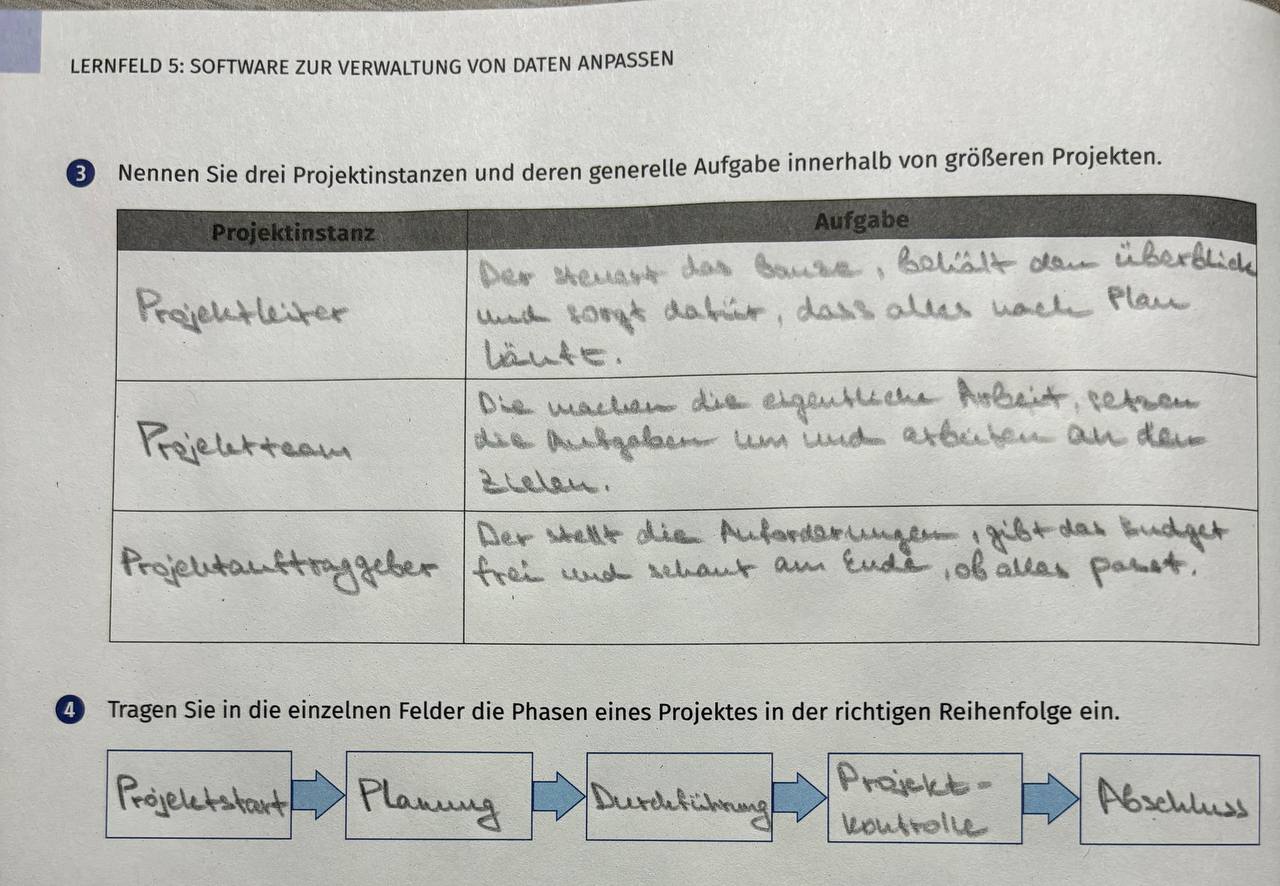 LERNFELD 5: SOFTWARE ZUR VERWALTUNG VON DATEN ANPASSEN
3 Nennen Sie drei Projektinstanzen und deren generelle Aufgabe innerhalb von größeren Projekten.
Projektinstanz
Aufgabe
Projektleiter
Der steuert das Ganze, behält den überblick
und sorgt dafür, dass alles nach Plan
läuft.
Projektteam
Die machen die eigentliche Arbeit, setzen
die Aufgaben um und arbeiten an den
Zielen.
Projektauftraggeber
Der stellt die Anforderungen, gibt das Budget
frei und schaut am Ende, ob alles passt.
4 Tragen Sie in die einzelnen Felder die Phasen eines Projektes in der richtigen Reihenfolge ein.
Projektstart
Planung
Durchführung
Projekt-
kontrolle
Abschluss